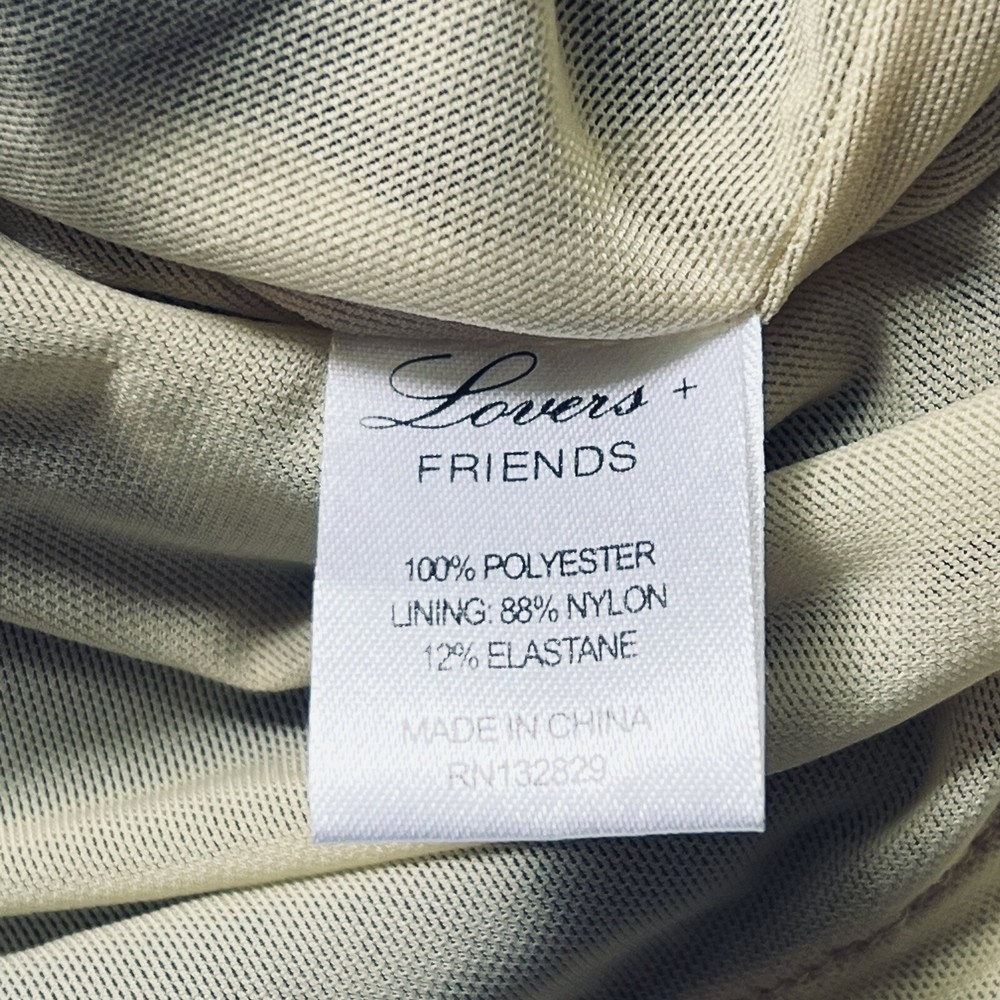 Lovers +
FRIENDS
100% POLYESTER
LINING: 88% NYLON
12% ELASTANE
MADE IN CHINA
RN132829